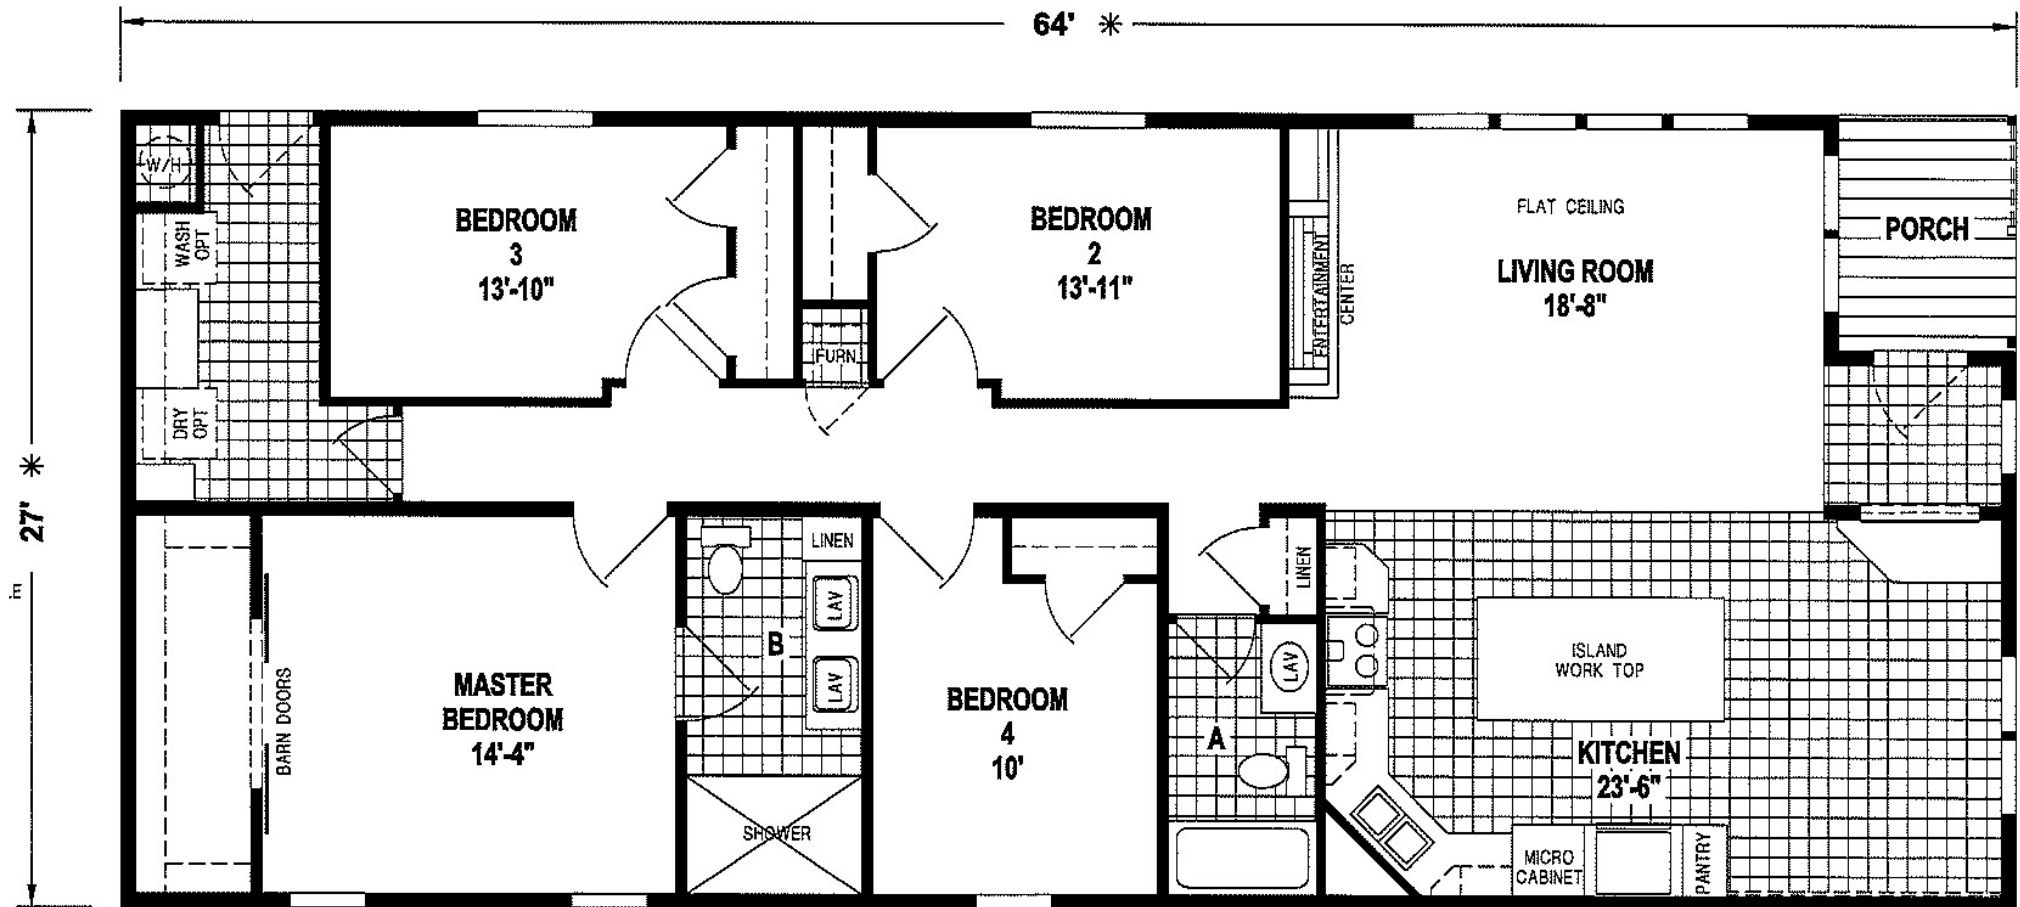 64' *
27' *
W/H
WASH
OPT
DRY
OPT
BEDROOM
3
13'-10"
FURN
BEDROOM
2
13'-11"
ENTERTAINMENT
CENTER
FLAT CEILING
LIVING ROOM
18'-8"
PORCH
BARN DOORS
MASTER
BEDROOM
14'-4"
LINEN
LAV
LAV
B
SHOWER
BEDROOM
4
10'
LINEN
LAV
A
ISLAND
WORK TOP
KITCHEN
23'-6"
MICRO
CABINET
PANTRY